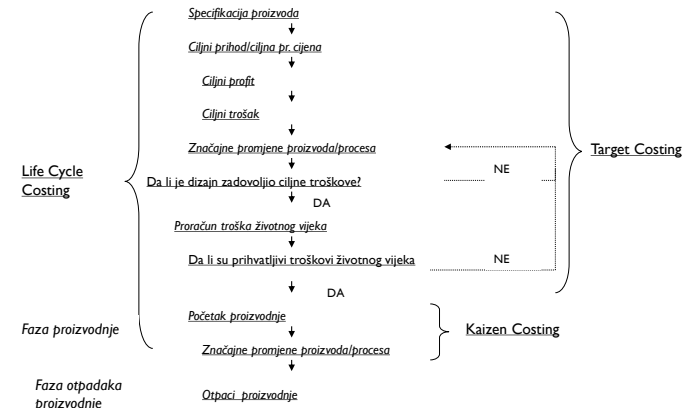 Specifikacija proizvoda
Ciljni prihod/ciljna pr. cijena
Ciljni profit
Ciljni trošak
Značajne promjene proizvoda/procesa
Target Costing
Life Cycle
Costing
NE
Da li je dizajn zadovoljio ciljne troškove?
DA
Proračun troška životnog vijeka
Da li su prihvatljivi troškovi životnog vijeka
NE
DA
Početak proizvodnje
Faza proizvodnje
Kaizen Costing
Značajne promjene proizvoda/procesa
Faza otpadaka
proizvodnje
Otpaci proizvodnje